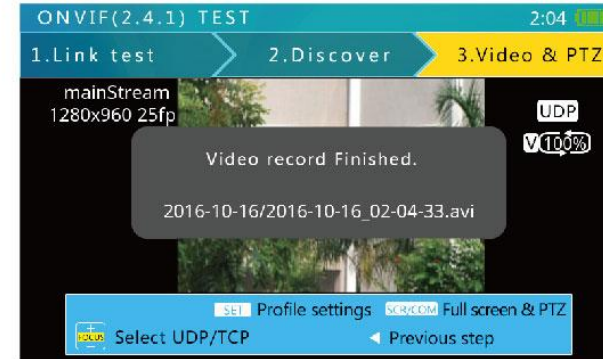 ONVIF(2.4.1) TEST 2:04
1.Link test 2.Discover 3.Video & PTZ
mainStream
1280x960 25fp
UDP
V 100%
Video record Finished.
2016-10-16/2016-10-16_02-04-33.avi
SET Profile settings SCR/COM Full screen & PTZ
FOCUS Select UDP/TCP Previous step